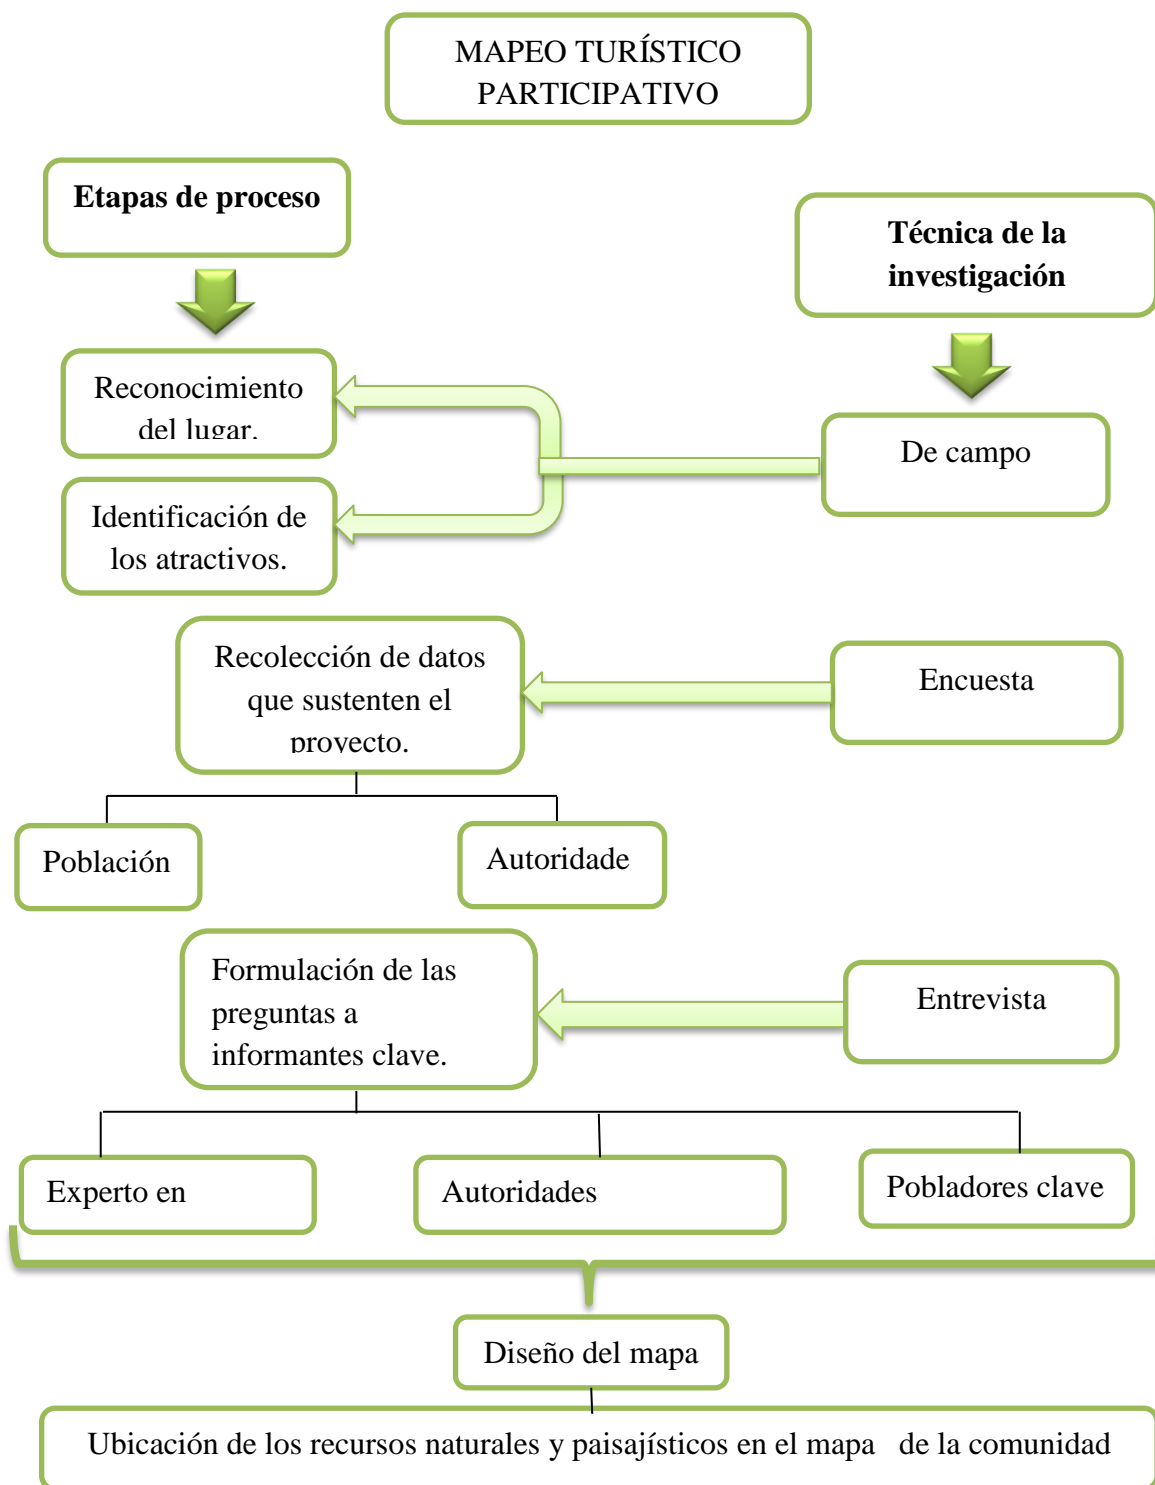 MAPEO TURÍSTICO
PARTICIPATIVO
Etapas de proceso
Técnica de la
investigación
Reconocimiento
del lugar.
De campo
Identificación de
los atractivos.
Recolección de datos
que sustenten el
proyecto.
Encuesta
Población
Autoridade
Formulación de las
preguntas a
informantes clave.
Entrevista
Experto en
Autoridades
Pobladores clave
Diseño del mapa
Ubicación de los recursos naturales y paisajísticos en el mapa de la comunidad